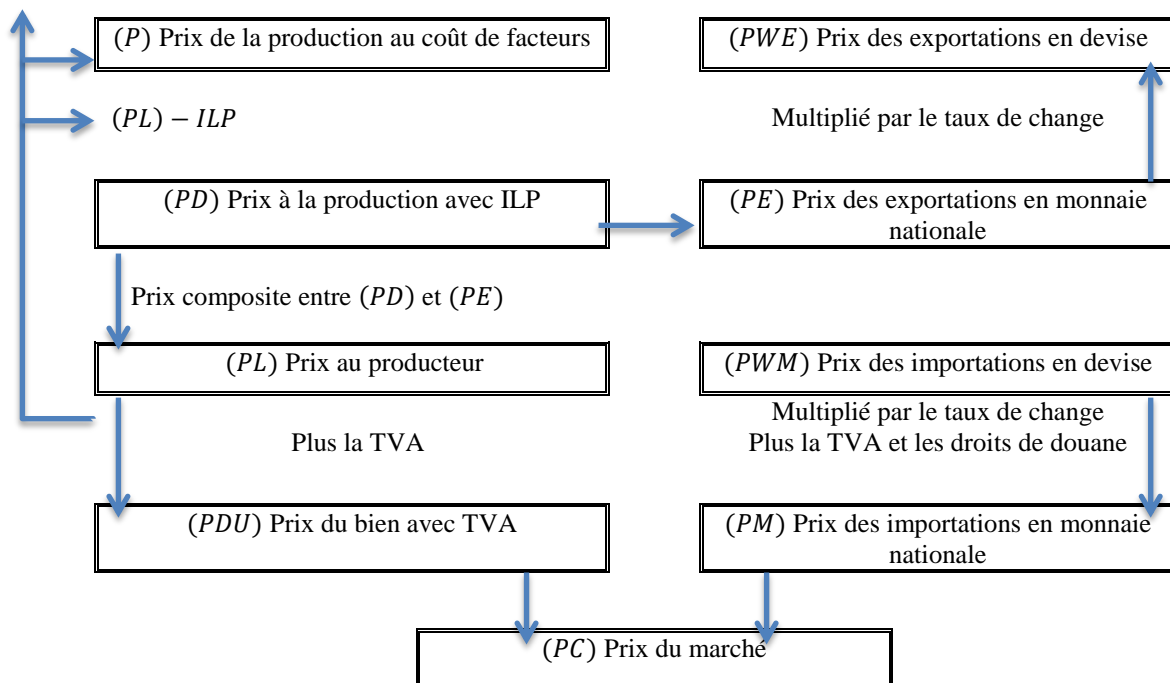 (P) Prix de la production au coût de facteurs
(PWE) Prix des exportations en devise
(PL) − ILP
Multiplié par le taux de change
(PD) Prix à la production avec ILP
(PE) Prix des exportations en monnaie
nationale
Prix composite entre (PD) et (PE)
(PL) Prix au producteur
(PWM) Prix des importations en devise
Plus la TVA
Multiplié par le taux de change
Plus la TVA et les droits de douane
(PDU) Prix du bien avec TVA
(PM) Prix des importations en monnaie
nationale
(PC) Prix du marché